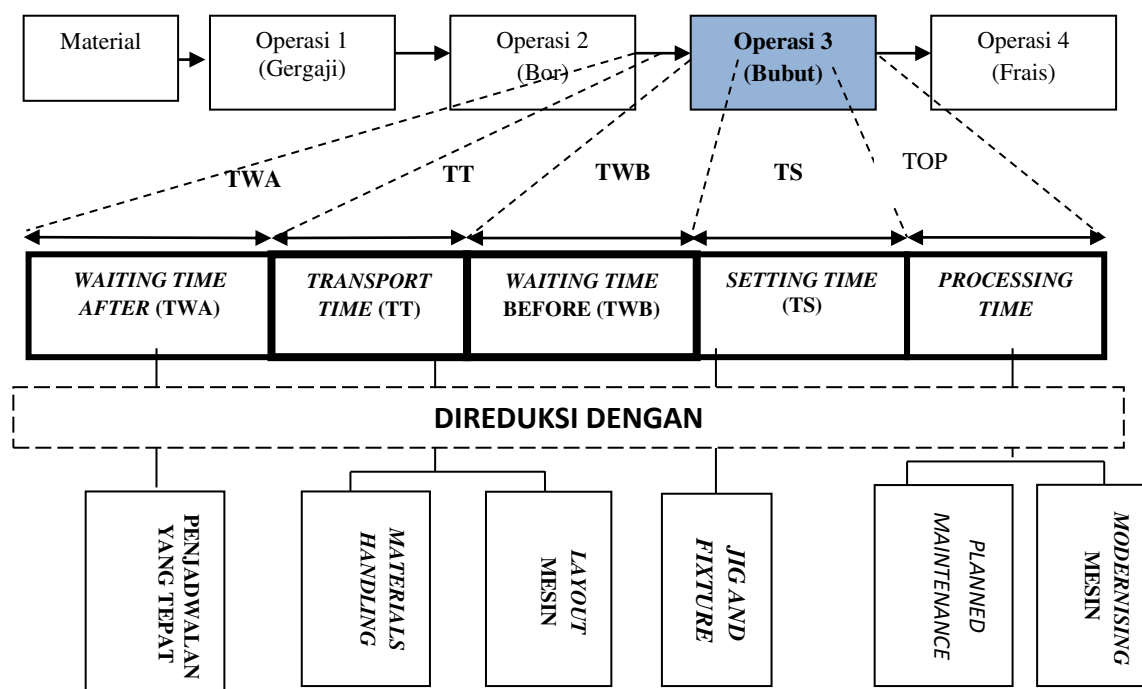 Material
Operasi 1
(Gergaji)
Operasi 2
(Bor)
Operasi 3
(Bubut)
Operasi 4
(Frais)
TWA
TT
TWB
TS
TOP
WAITING TIME
AFTER (TWA)
TRANSPORT
TIME (TT)
WAITING TIME
BEFORE (TWB)
SETTING TIME
(TS)
PROCESSING
TIME
DIREDUKSI DENGAN
PENJADWALAN
YANG TEPAT
MATERIALS
HANDLING
LAYOUT
MESIN
JIG AND
FIXTURE
PLANNED
MAINTENANCE
MODERNISING
MESIN